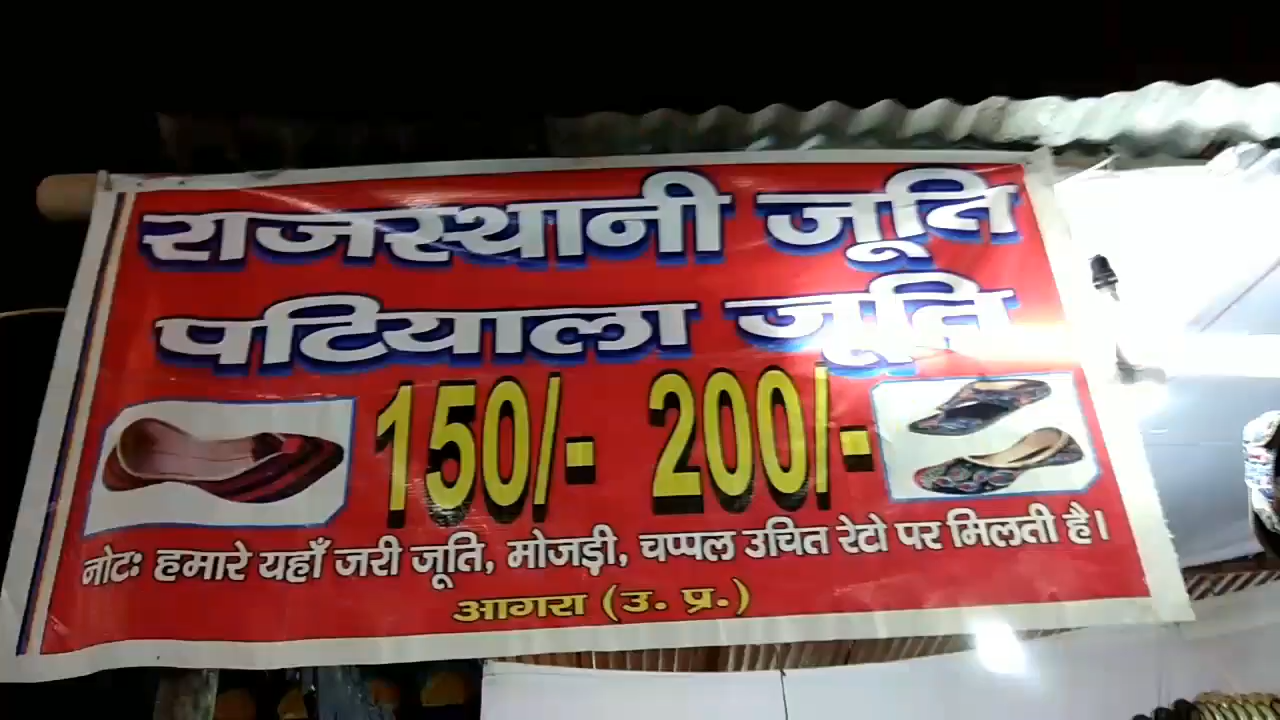 राजस्थानी जूति
पटियाला जूति
150/- 200/-
नोटः हमारे यहाँ जरी जूति, मोजड़ी, चप्पल उचित रेटो पर मिलती है।
आगरा (उ. प्र.)